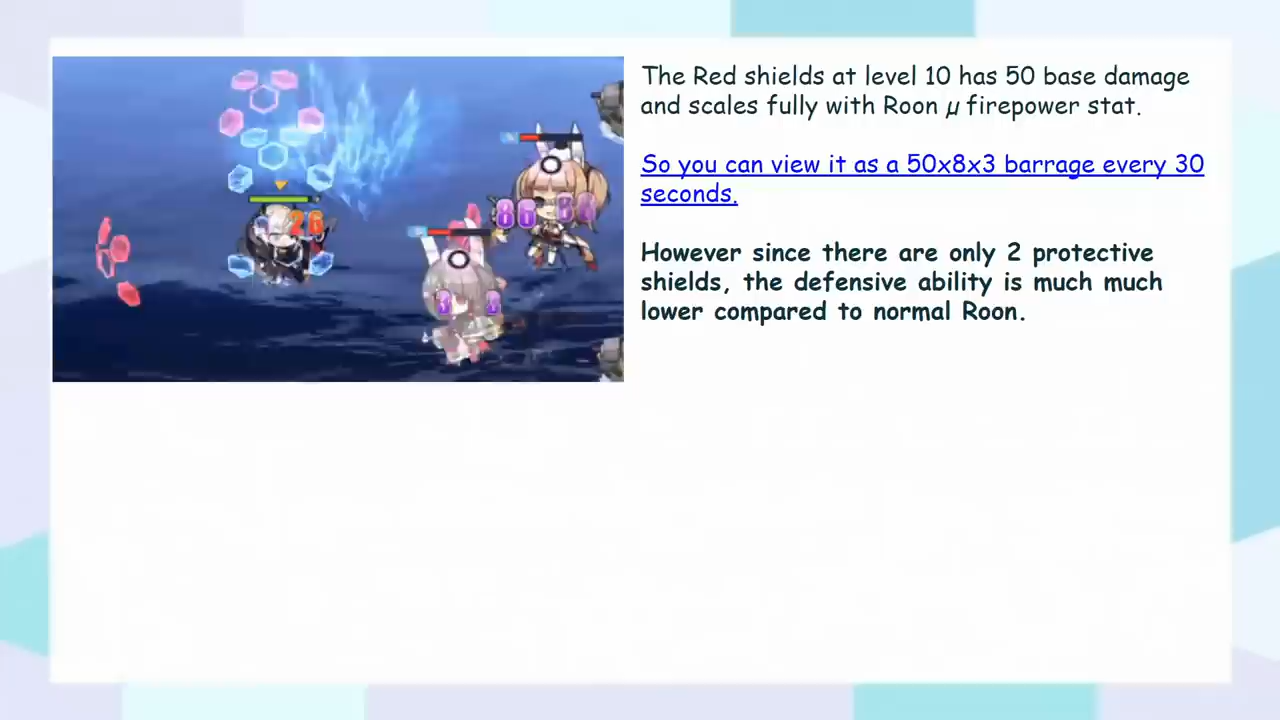 The Red shields at level 10 has 50 base damage
and scales fully with Roon μ firepower stat.
So you can view it as a 50x8x3 barrage every 30
seconds.
However since there are only 2 protective
shields, the defensive ability is much much
lower compared to normal Roon.
26
86